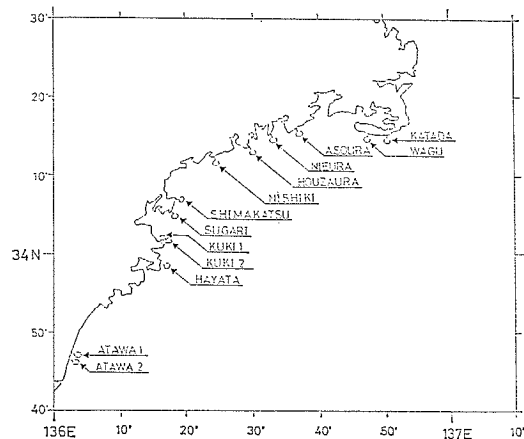 30'
20'
10'
34N
50'
40'
136E
10'
20'
30'
40'
50'
137E
10'
KATADA
WAGU
ASOURA
NIEURA
HOUZAURA
NISHIKI
SHIMAKATSU
SUGARI
KUKI 1
KUKI 2
HAYATA
ATAWA 1
ATAWA 2